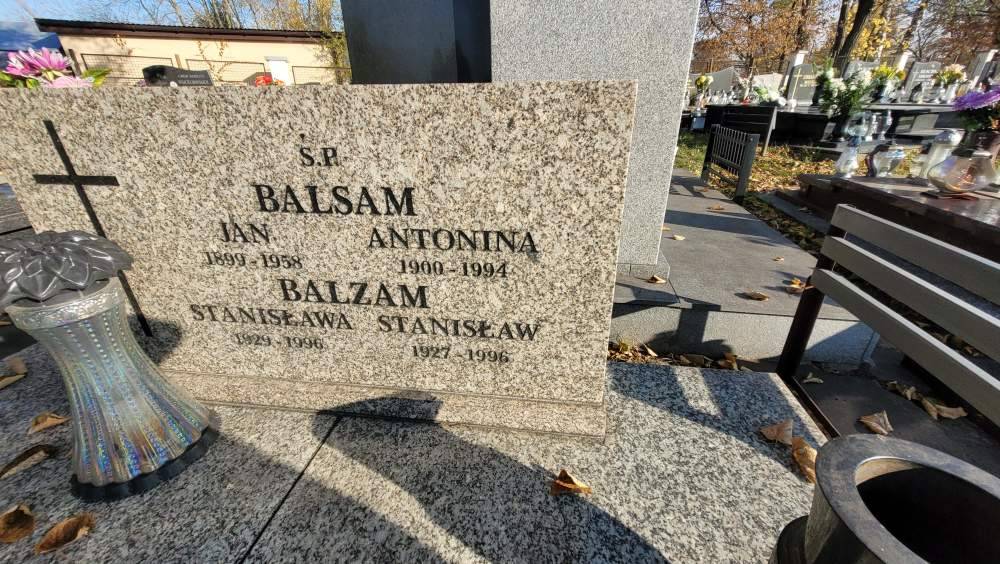 Ś.P.
BALSAM
JAN ANTONINA
1899 - 1958 1900 - 1994
BALZAM
STANISŁAWA STANISŁAW
1929 - 1996 1927 - 1996